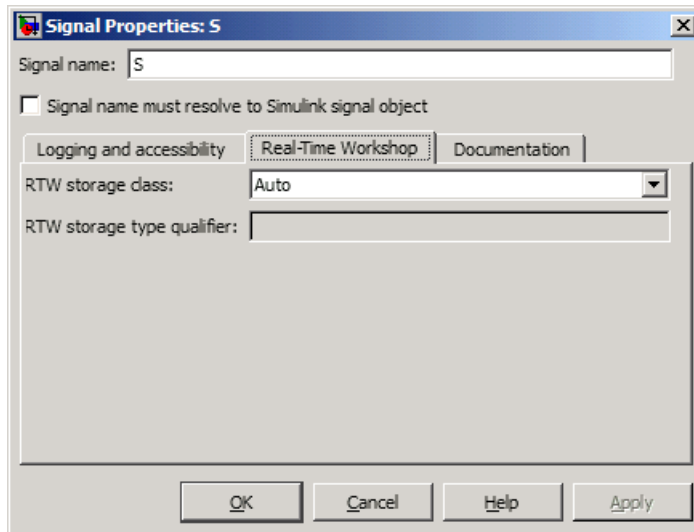 Signal Properties: S
Signal name: S
Signal name must resolve to Simulink signal object
Logging and accessibility Real-Time Workshop Documentation
RTW storage class: Auto
RTW storage type qualifier:
OK Cancel Help Apply